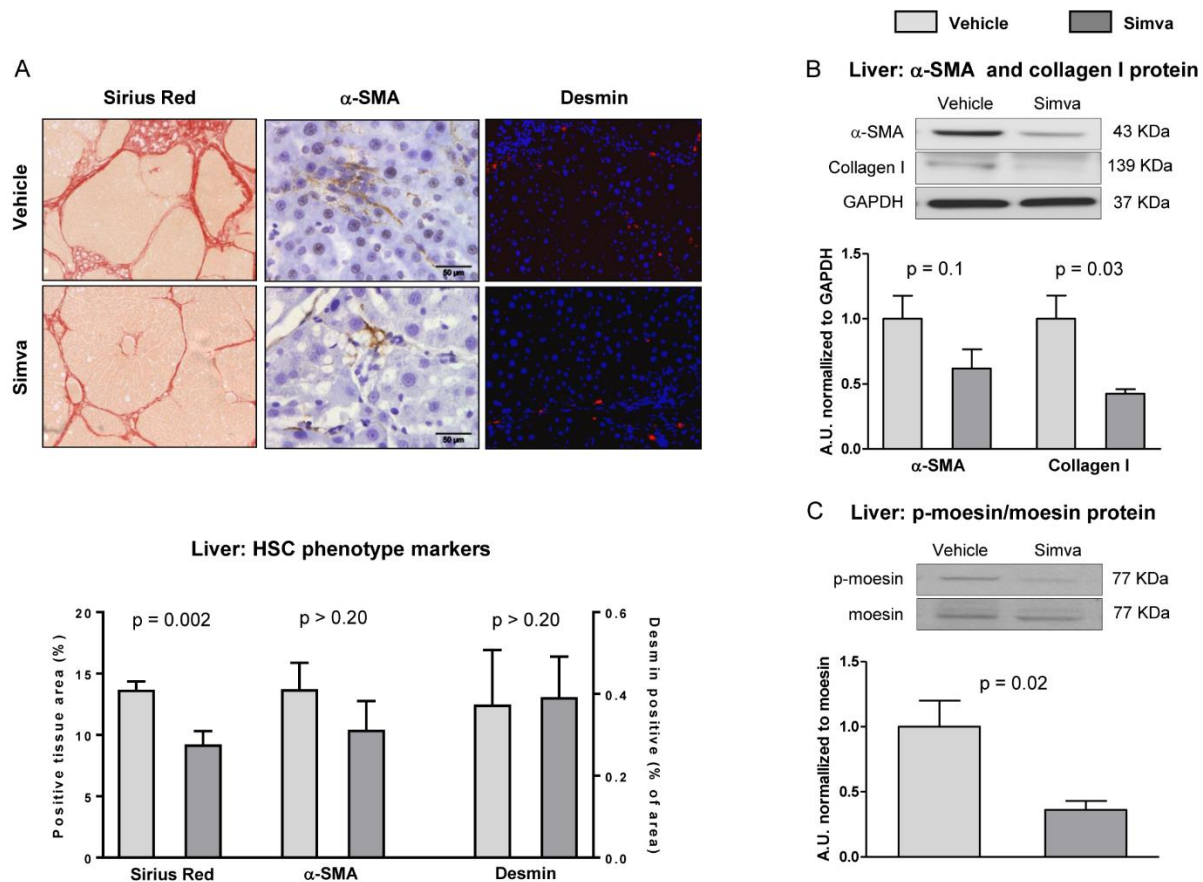 Vehicle Simva
A
Sirius Red α-SMA Desmin
Vehicle
50 µm
Simva
50 µm
Liver: HSC phenotype markers
Positive tissue area (%)
20
15
10
5
0
p = 0.002 p > 0.20 p > 0.20
0.6
0.4
0.2
0.0
Desmin positive (% of area)
Sirius Red α-SMA Desmin
B Liver: α-SMA and collagen I protein
Vehicle Simva
α-SMA 43 KDa
Collagen I 139 KDa
GAPDH 37 KDa
A.U. normalized to GAPDH
1.5
1.0
0.5
0.0
p = 0.1 p = 0.03
α-SMA Collagen I
C Liver: p-moesin/moesin protein
Vehicle Simva
p-moesin 77 KDa
moesin 77 KDa
A.U. normallized to moesin
1.5
1.0
0.5
0.0
p = 0.02